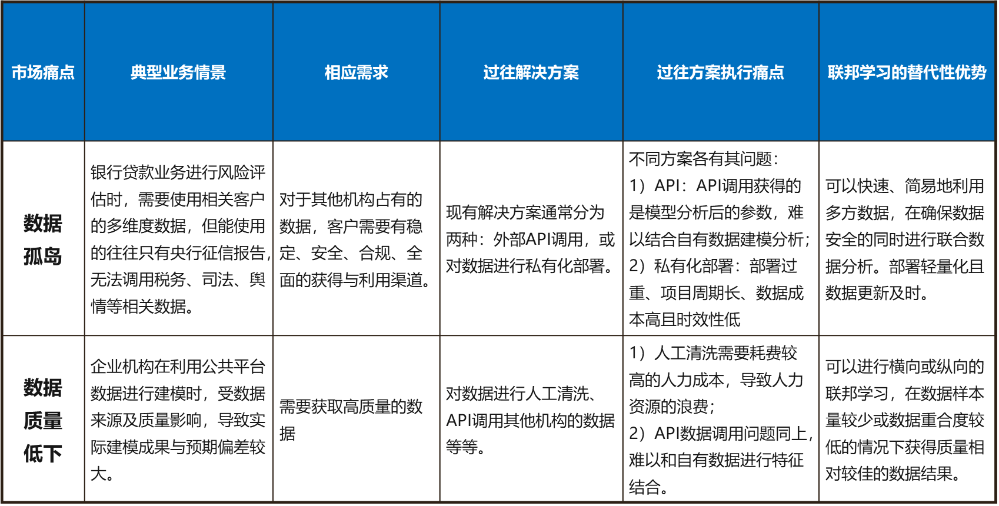 市场痛点
典型业务情景
相应需求
过往解决方案
过往方案执行痛点
联邦学习的替代性优势
数据
孤岛
银行贷款业务进行风险评
估时，需要使用相关客户
的多维度数据，但能使用
的往往只有央行征信报告，
无法调用税务、司法、舆
情等相关数据。
对于其他机构占有的
数据，客户需要有稳
定、安全、合规、全
面的获得与利用渠道。
现有解决方案通常分为
两种：外部API调用，或
对数据进行私有化部署。
不同方案各有其问题：
1）API：API调用获得的
是模型分析后的参数，难
以结合自有数据建模分析；
2）私有化部署：部署过
重、项目周期长、数据成
本高且时效性低
可以快速、简易地利用
多方数据，在确保数据
安全的同时进行联合数
据分析。部署轻量化且
数据更新及时。
数据
质量
低下
企业机构在利用公共平台
数据进行建模时，受数据
来源及质量影响，导致实
际建模成果与预期偏差较
大。
需要获取高质量的数
据
对数据进行人工清洗、
API调用其他机构的数据
等等。
1）人工清洗需要耗费较
高的人力成本，导致人力
资源的浪费；
2）API数据调用问题同上，
难以和自有数据进行特征
结合。
可以进行横向或纵向的
联邦学习，在数据样本
量较少或数据重合度较
低的情况下获得质量相
对较佳的数据结果。